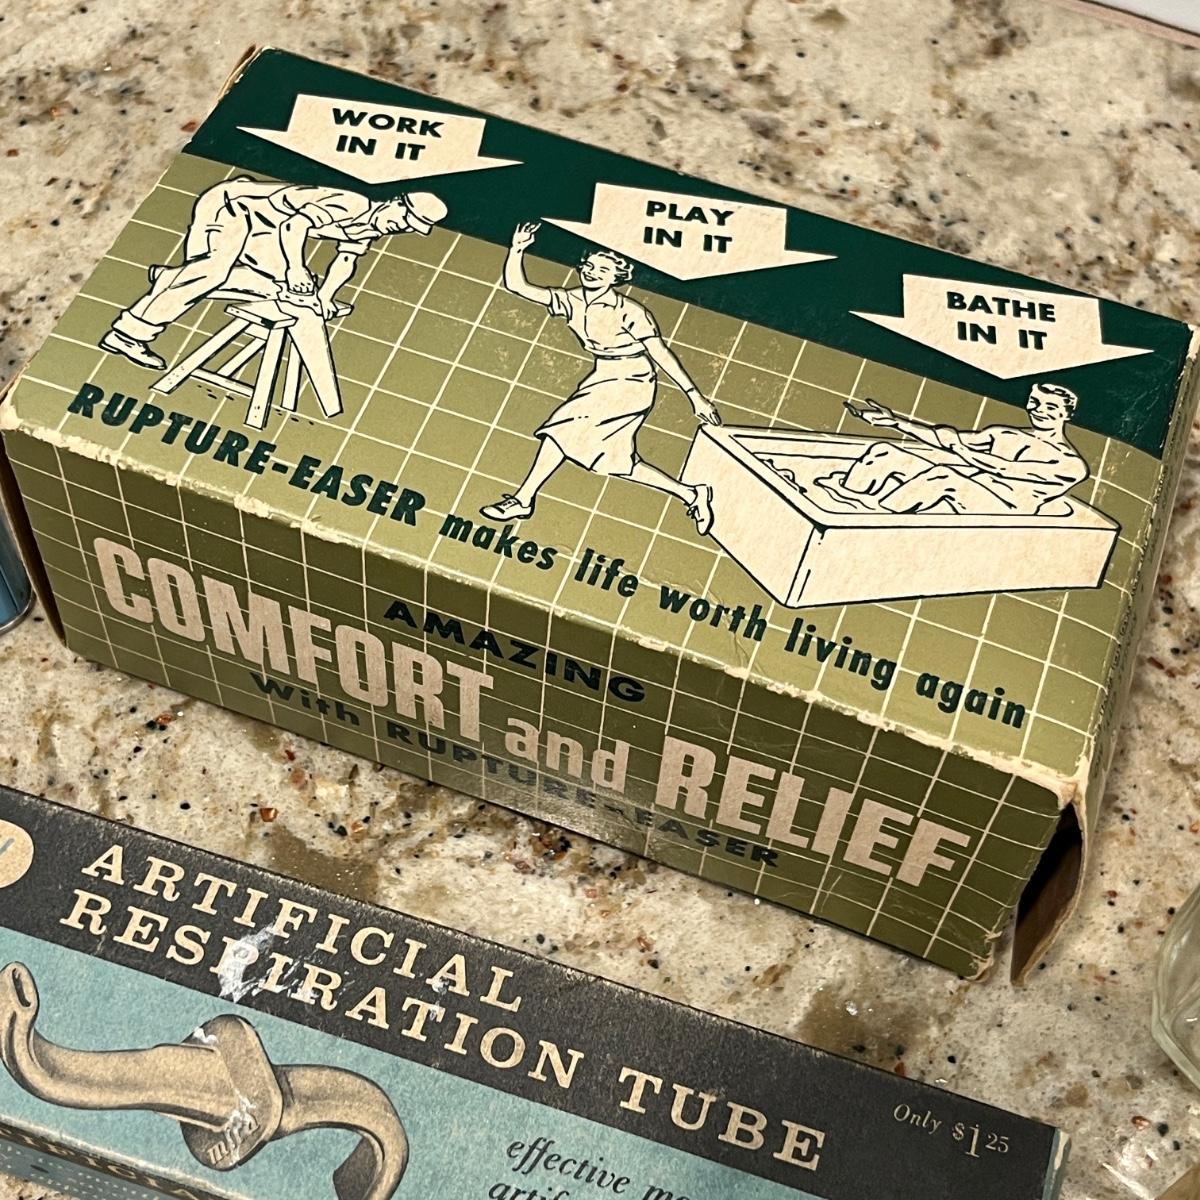 WORK
IN IT
PLAY
IN IT
BATHE
IN IT
RUPTURE-EASER makes life worth living again
AMAZING
COMFORT and RELIEF
With RUPTURE-EASER
ARTIFICIAL
RESPIRATION TUBE
Only $1.25
effective